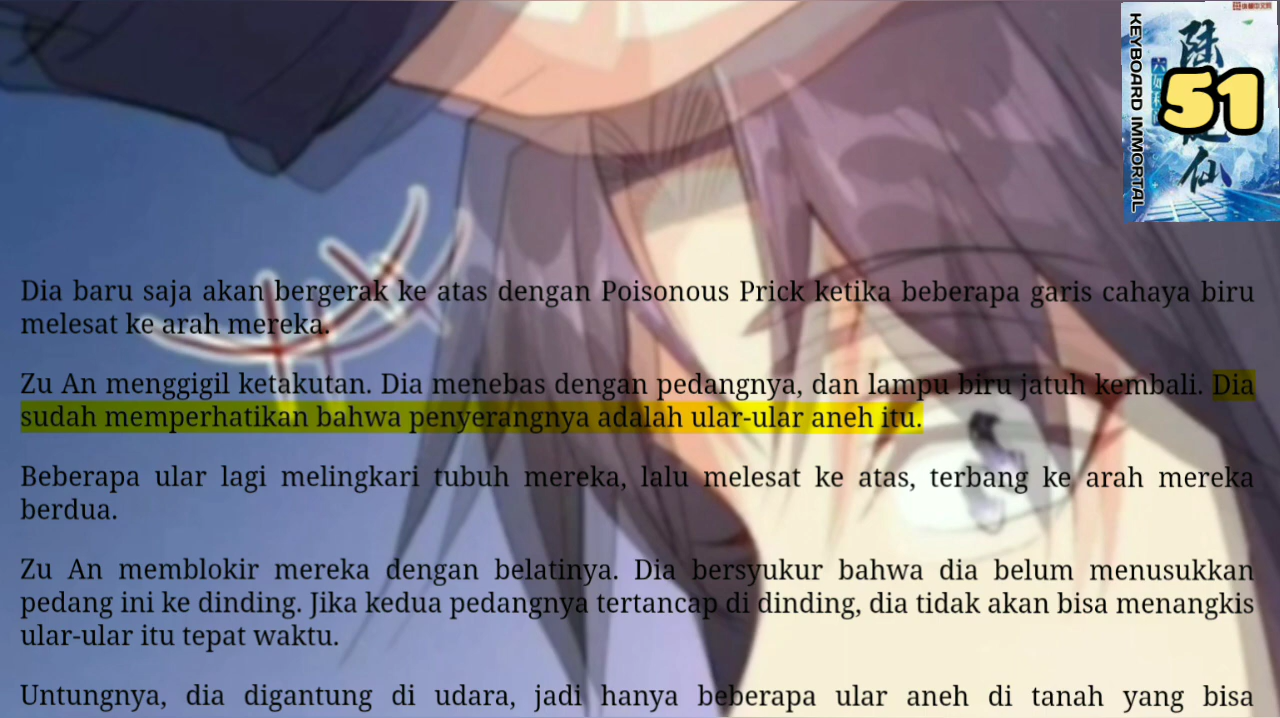 KEYBOARD IMMORTAL
51
Dia baru saja akan bergerak ke atas dengan Poisonous Prick ketika beberapa garis cahaya biru
melesat ke arah mereka.
Zu An menggigil ketakutan. Dia menebas dengan pedangnya, dan lampu biru jatuh kembali. Dia
sudah memperhatikan bahwa penyerangnya adalah ular-ular aneh itu.
Beberapa ular lagi melingkari tubuh mereka, lalu melesat ke atas, terbang ke arah mereka
berdua.
Zu An memblokir mereka dengan belatinya. Dia bersyukur bahwa dia belum menusukkan
pedang ini ke dinding. Jika kedua pedangnya tertancap di dinding, dia tidak akan bisa menangkis
ular-ular itu tepat waktu.
Untungnya, dia digantung di udara, jadi hanya beberapa ular aneh di tanah yang bisa